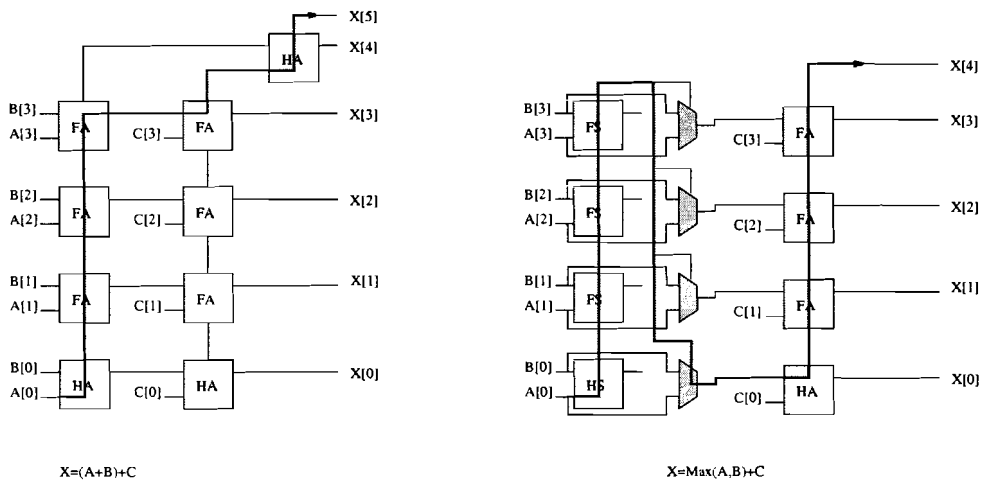 X[5]
HA X[4]
B[3] FA FA X[3]
A[3] C[3]
B[2] FA FA X[2]
A[2] C[2]
B[1] FA FA X[1]
A[1] C[1]
B[0] HA HA X[0]
A[0] C[0]
X=(A+B)+C
X[4]
B[3] FS FA X[3]
A[3] C[3]
B[2] FS FA X[2]
A[2] C[2]
B[1] FS FA X[1]
A[1] C[1]
B[0] HS HA X[0]
A[0] C[0]
X=Max(A,B)+C